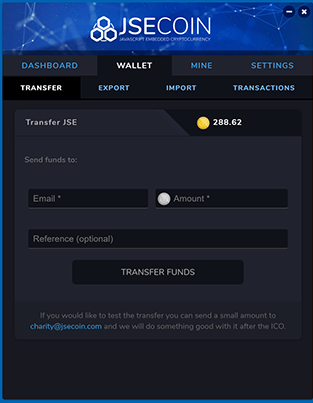 JSECOIN
JAVASCRIPT EMBEDDED CRYPTOCURRENCY
DASHBOARD WALLET MINE SETTINGS
TRANSFER EXPORT IMPORT TRANSACTIONS
Transfer JSE 288.62
Send funds to:
Email * Amount *
Reference (optional)
TRANSFER FUNDS
If you would like to test the transfer you can send a small amount to
charity@jsecoin.com and we will do something good with it after the ICO.